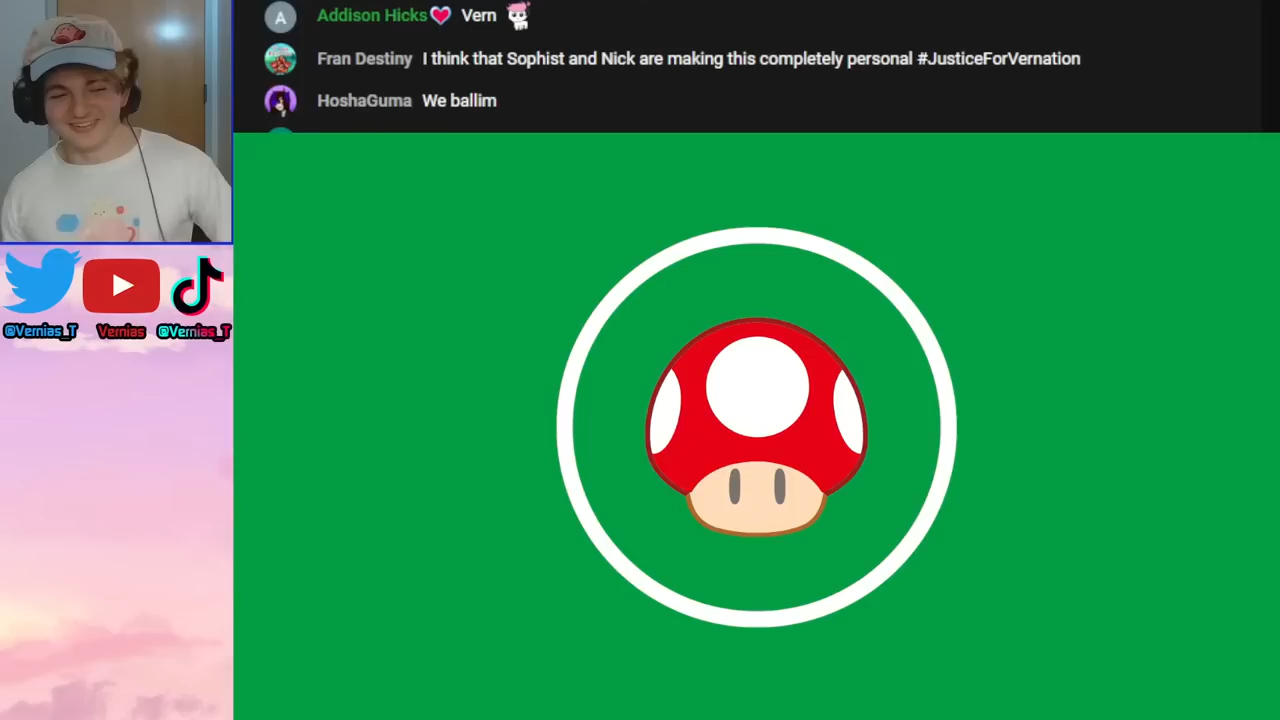 Addison Hicks Vern
Fran Destiny I think that Sophist and Nick are making this completely personal #JusticeForVernation
HoshaGuma We ballim
@Vernias_T Vernias @Vernias_T